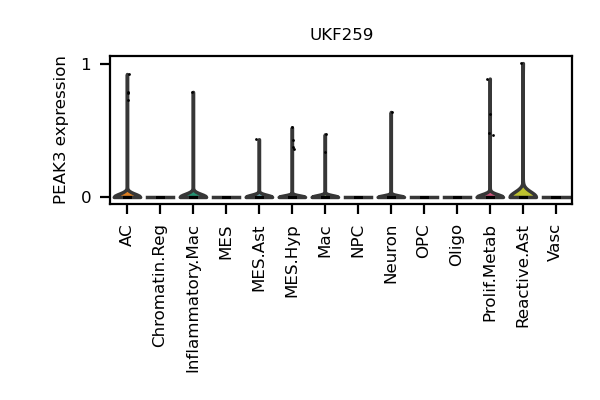 UKF259
PEAK3 expression
1
0
AC
Chromatin.Reg
Inflammatory.Mac
MES
MES.Ast
MES.Hyp
Mac
NPC
Neuron
OPC
Oligo
Prolif.Metab
Reactive.Ast
Vasc